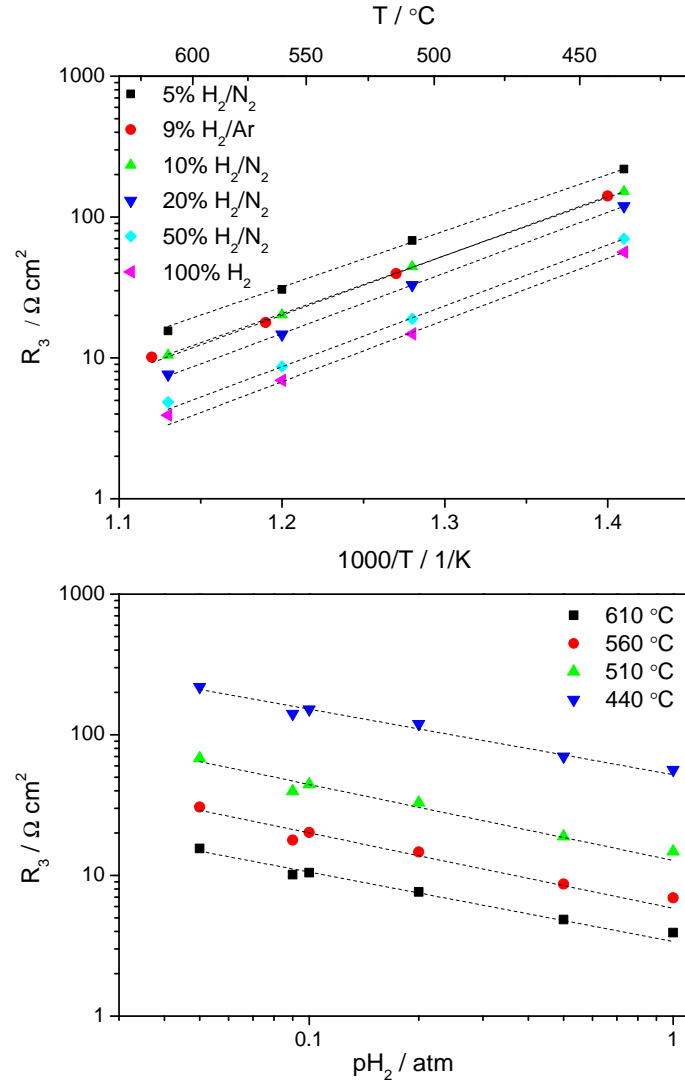 T / °C
600 550 500 450
1000
100
10
1
R₃ / Ω cm²
5% H₂/N₂
9% H₂/Ar
10% H₂/N₂
20% H₂/N₂
50% H₂/N₂
100% H₂
1.1 1.2 1.3 1.4
1000/T / 1/K
1000
100
10
1
R₃ / Ω cm²
610 °C
560 °C
510 °C
440 °C
0.1 1
pH₂ / atm